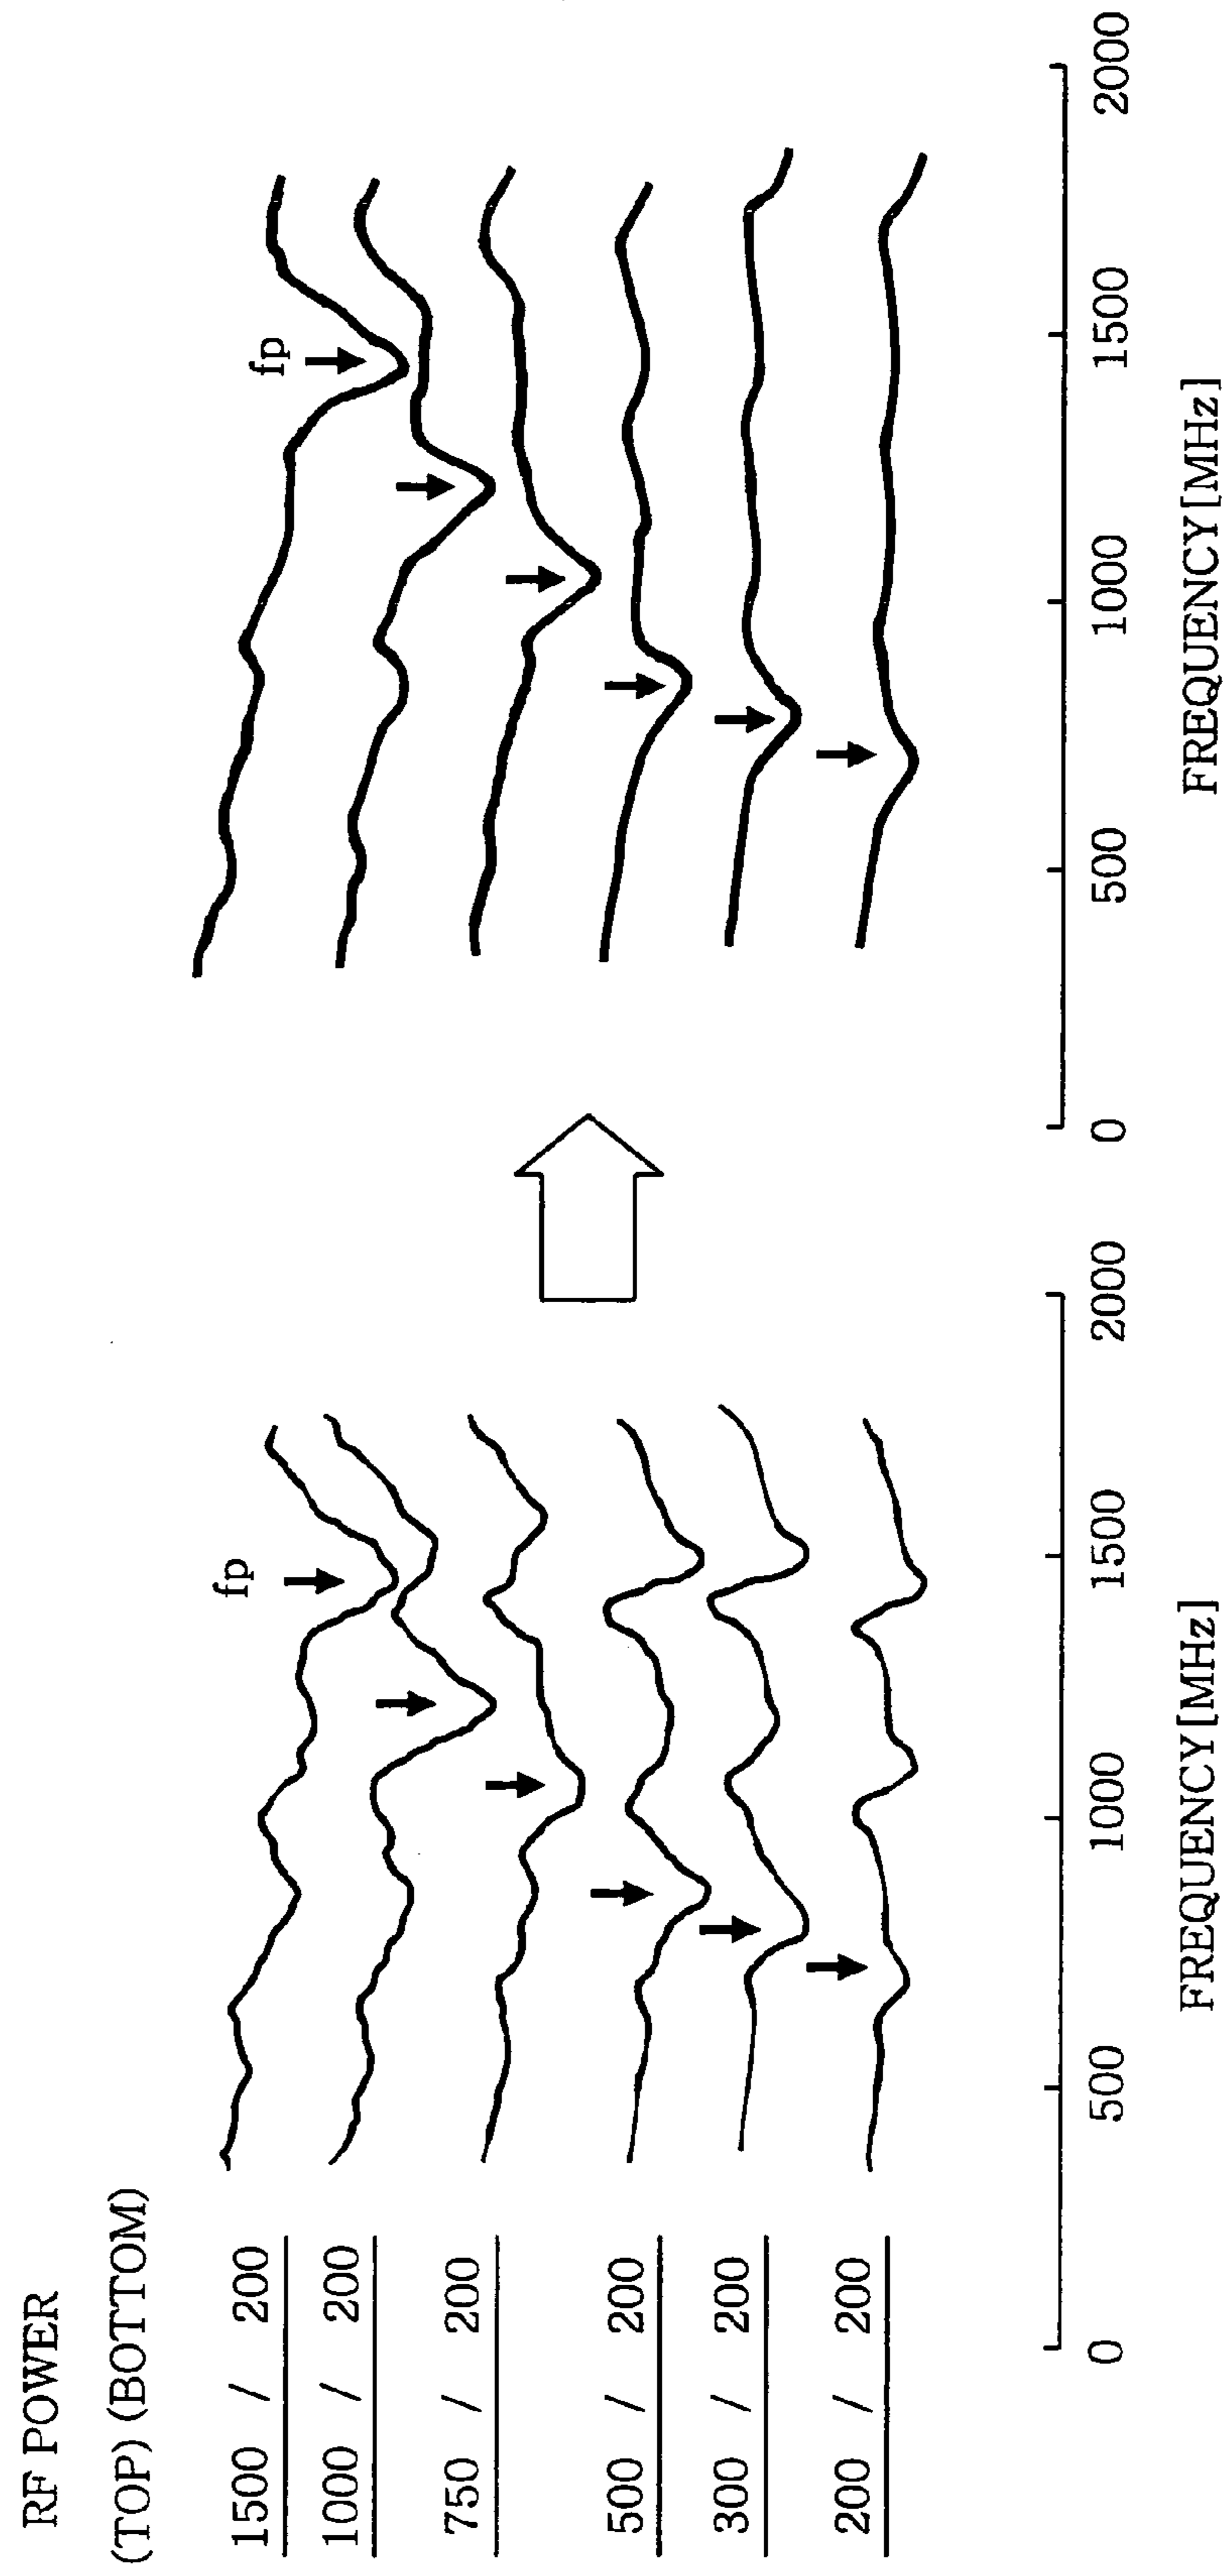 RF POWER
(TOP) (BOTTOM)
1500 / 200
1000 / 200
750 / 200
500 / 200
300 / 200
200 / 200
fp
0 500 1000 1500 2000
FREQUENCY[MHz]
fp
0 500 1000 1500 2000
FREQUENCY[MHz]